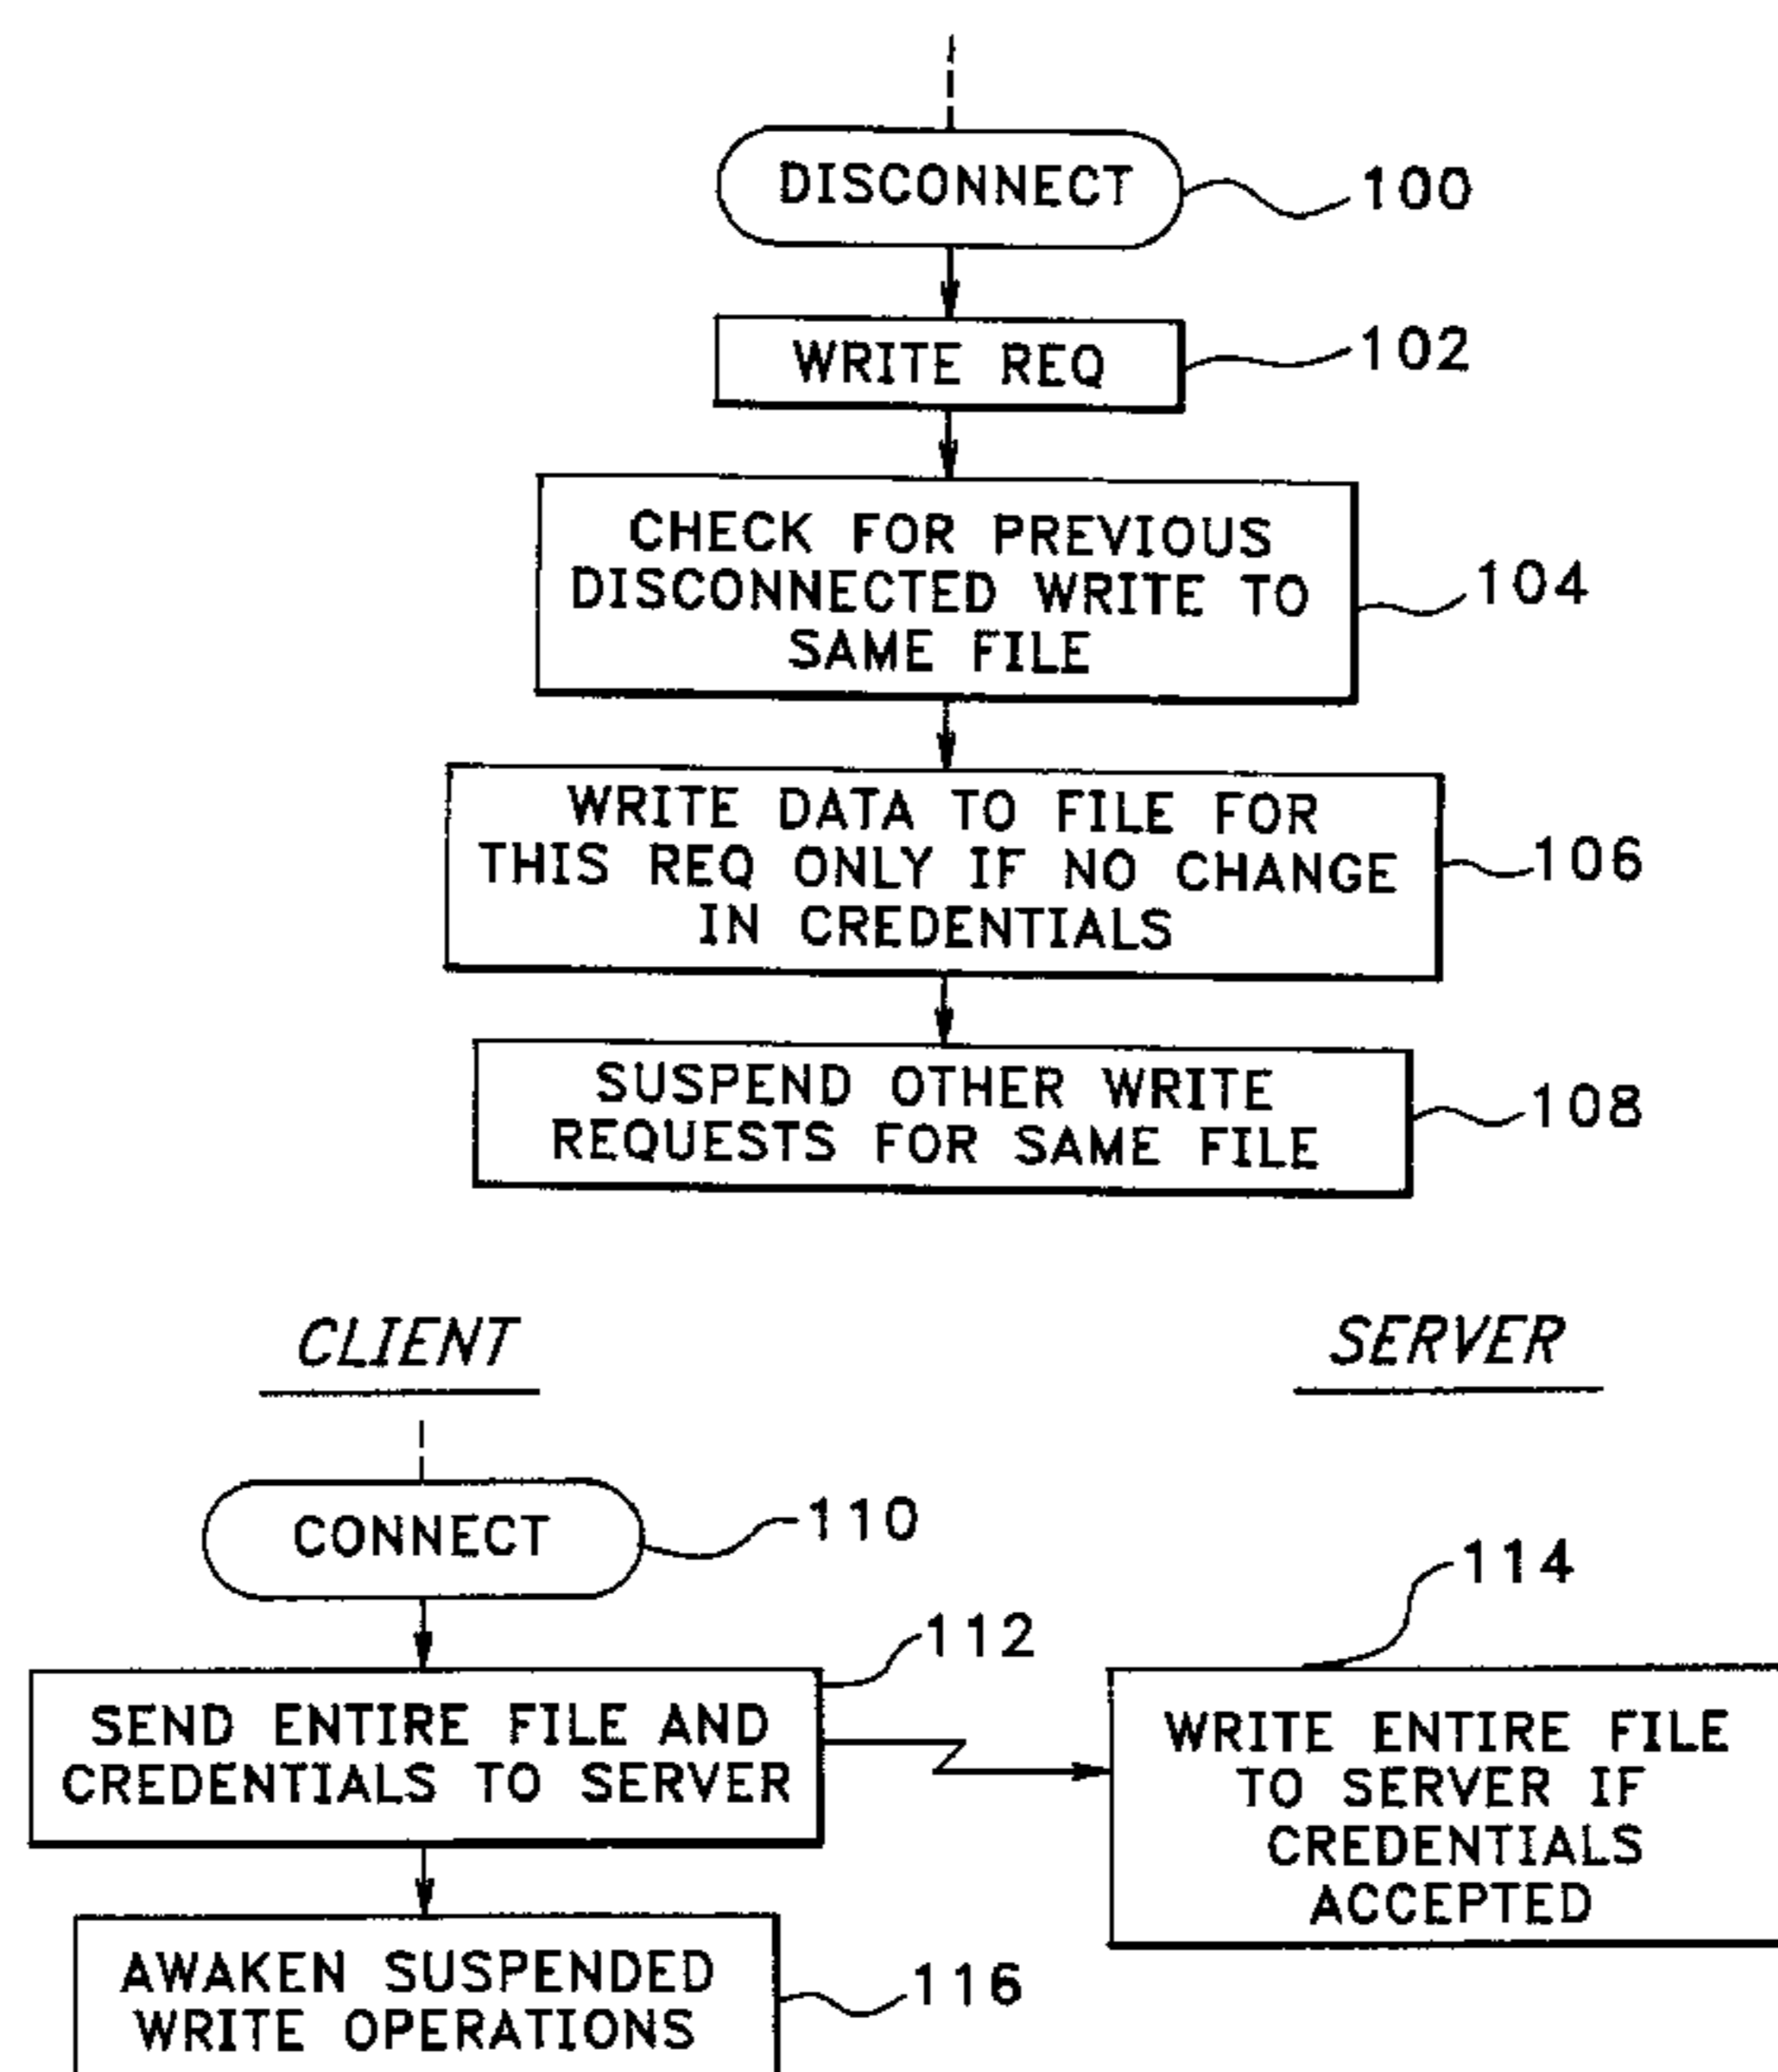 DISCONNECT
100
WRITE REQ
102
CHECK FOR PREVIOUS
DISCONNECTED WRITE TO
SAME FILE
104
WRITE DATA TO FILE FOR
THIS REQ ONLY IF NO CHANGE
IN CREDENTIALS
106
SUSPEND OTHER WRITE
REQUESTS FOR SAME FILE
108
CLIENT
SERVER
CONNECT
110
112
114
SEND ENTIRE FILE AND
CREDENTIALS TO SERVER
WRITE ENTIRE FILE
TO SERVER IF
CREDENTIALS
ACCEPTED
AWAKEN SUSPENDED
WRITE OPERATIONS
116